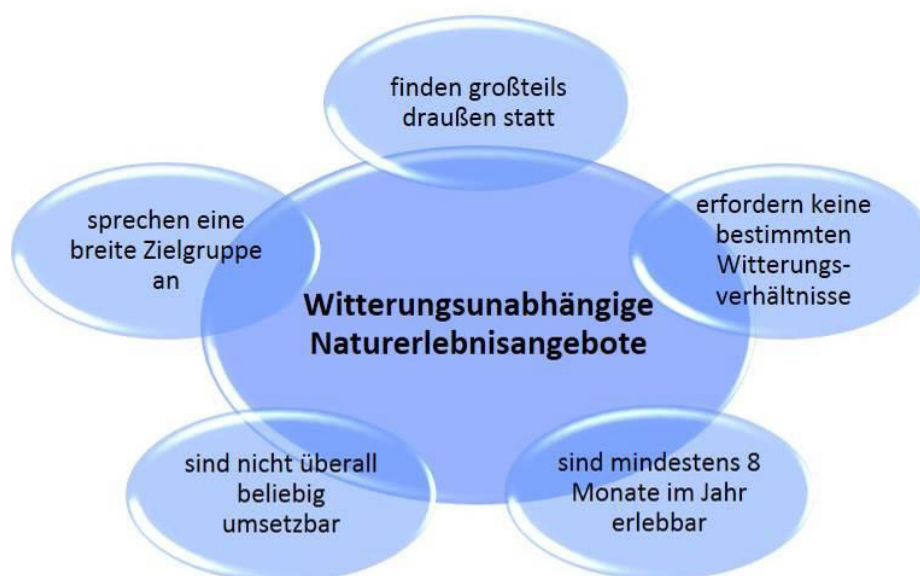 finden großteils
draußen statt
sprechen eine
breite Zielgruppe
an
erfordern keine
bestimmten
Witterungs-
verhältnisse
Witterungsunabhängige
Naturerlebnisangebote
sind nicht überall
beliebig
umsetzbar
sind mindestens 8
Monate im Jahr
erlebbar